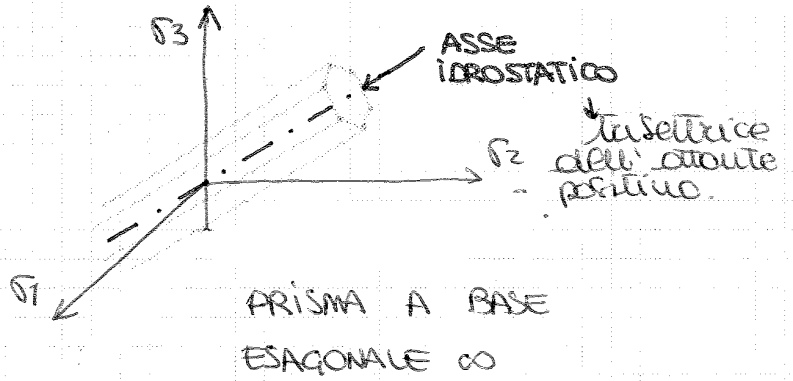 σ3
ASSE
IDROSTATICO
σ2
trisettrice
dell'ottante
positivo.
σ1
PRISMA A BASE
ESAGONALE ∞